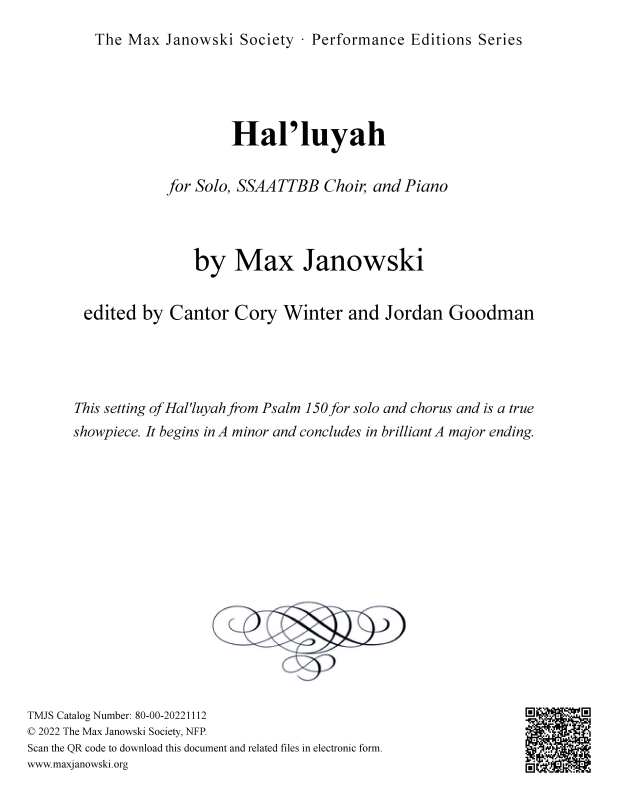 The Max Janowski Society · Performance Editions Series
Hal’luyah
for Solo, SSAATTBB Choir, and Piano
by Max Janowski
edited by Cantor Cory Winter and Jordan Goodman
This setting of Hal'luyah from Psalm 150 for solo and chorus and is a true
showpiece. It begins in A minor and concludes in brilliant A major ending.
TMJS Catalog Number: 80-00-20221112
© 2022 The Max Janowski Society, NFP.
Scan the QR code to download this document and related files in electronic form.
www.maxjanowski.org